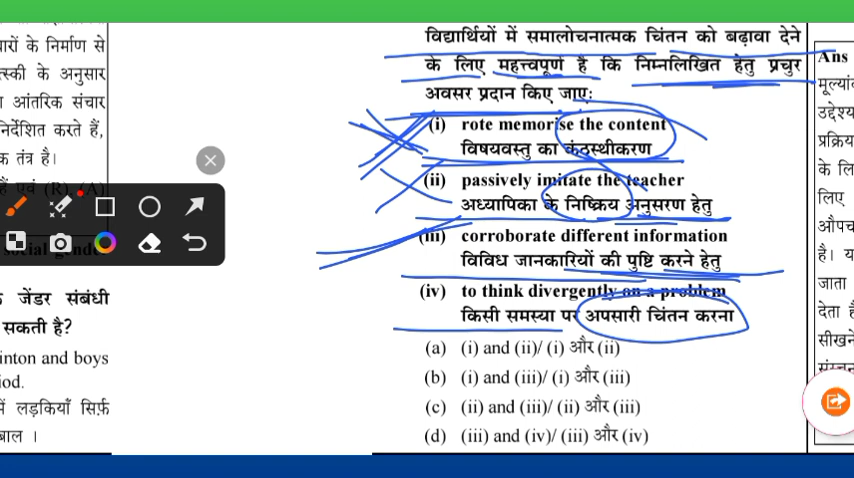 ारों के निर्माण से
त्स्की के अनुसार
आंतरिक संचार
निर्देशित करते हैं,
क तंत्र है।
एवं (R), (A)
social gende
जेंडर संबंधी
सकती है?
inton and boys
iod.
में लड़कियाँ सिर्फ़
बाल ।
विद्यार्थियों में समालोचनात्मक चिंतन को बढ़ावा देने
के लिए महत्त्वपूर्ण है कि निम्नलिखित हेतु प्रचुर
अवसर प्रदान किए जाए:
(i) rote memorise the content
विषयवस्तु का कंठस्थीकरण
(ii) passively imitate the teacher
अध्यापिका के निष्क्रिय अनुसरण हेतु
(iii) corroborate different information
विविध जानकारियों की पुष्टि करने हेतु
(iv) to think divergently on a problem
किसी समस्या पर अपसारी चिंतन करना
(a) (i) and (ii)/ (i) और (ii)
(b) (i) and (iii)/ (i) और (iii)
(c) (ii) and (iii)/ (ii) और (iii)
(d) (iii) and (iv)/ (iii) और (iv)
Ans
मूल्यां
उद्देश्य
प्रक्रिय
के लि
लिए
औपच
है। य
जाता
देता है
सीखने